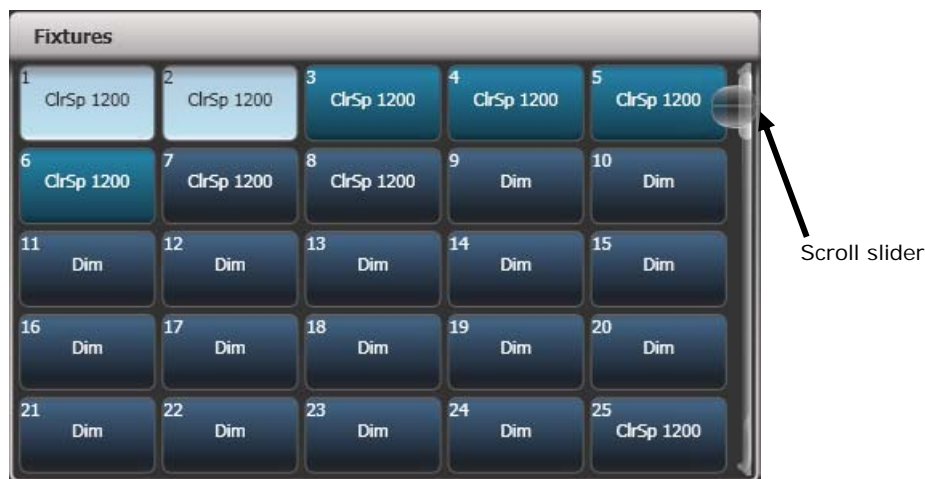 Fixtures
1 ClrSp 1200
2 ClrSp 1200
3 ClrSp 1200
4 ClrSp 1200
5 ClrSp 1200
6 ClrSp 1200
7 ClrSp 1200
8 ClrSp 1200
9 Dim
10 Dim
11 Dim
12 Dim
13 Dim
14 Dim
15 Dim
Scroll slider
16 Dim
17 Dim
18 Dim
19 Dim
20 Dim
21 Dim
22 Dim
23 Dim
24 Dim
25 ClrSp 1200